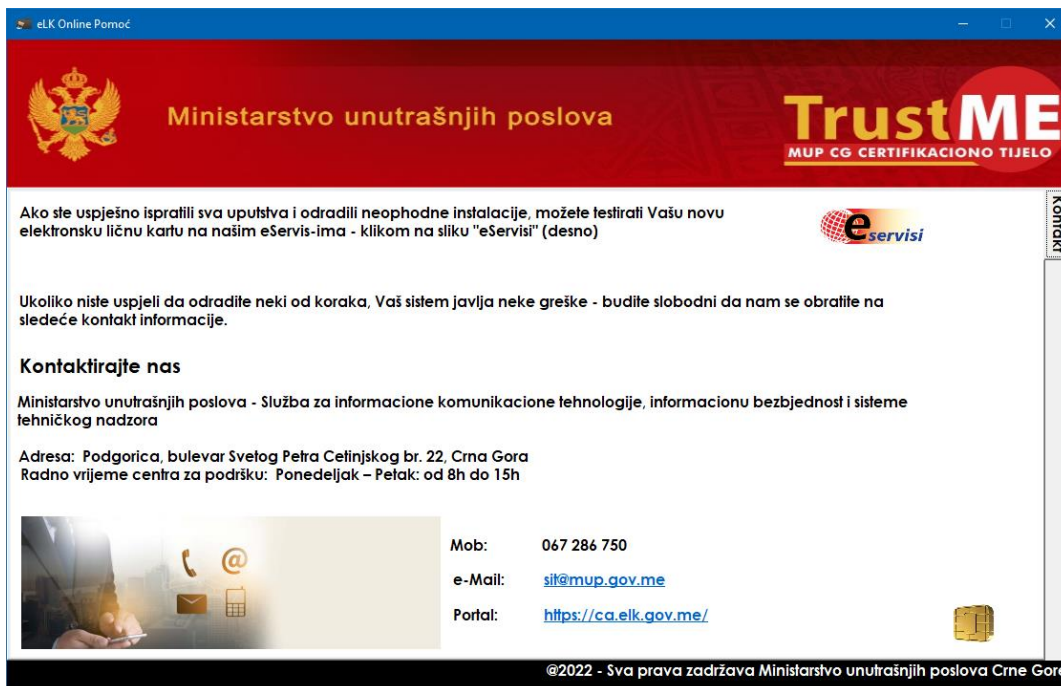 eLK Online Pomoć
Ministarstvo unutrašnjih poslova
TrustME
MUP CG CERTIFIKACIONO TIJELO
Kontakt
Ako ste uspješno ispratili sva uputstva i odradili neophodne instalacije, možete testirati Vašu novu
elektronsku ličnu kartu na našim eServis-ima - klikom na sliku "eServisi" (desno)
eservisi
Ukoliko niste uspjeli da odradite neki od koraka, Vaš sistem javlja neke greške - budite slobodni da nam se obratite na
sledeće kontakt informacije.
Kontaktirajte nas
Ministarstvo unutrašnjih poslova - Služba za informacione komunikacione tehnologije, informacionu bezbjednost i sisteme
tehničkog nadzora
Adresa: Podgorica, bulevar Svetog Petra Cetinjskog br. 22, Crna Gora
Radno vrijeme centra za podršku: Ponedeljak – Petak: od 8h do 15h
Mob: 067 286 750
e-Mail: sit@mup.gov.me
Portal: https://ca.elk.gov.me/
@2022 - Sva prava zadržava Ministarstvo unutrašnjih poslova Crne Gore